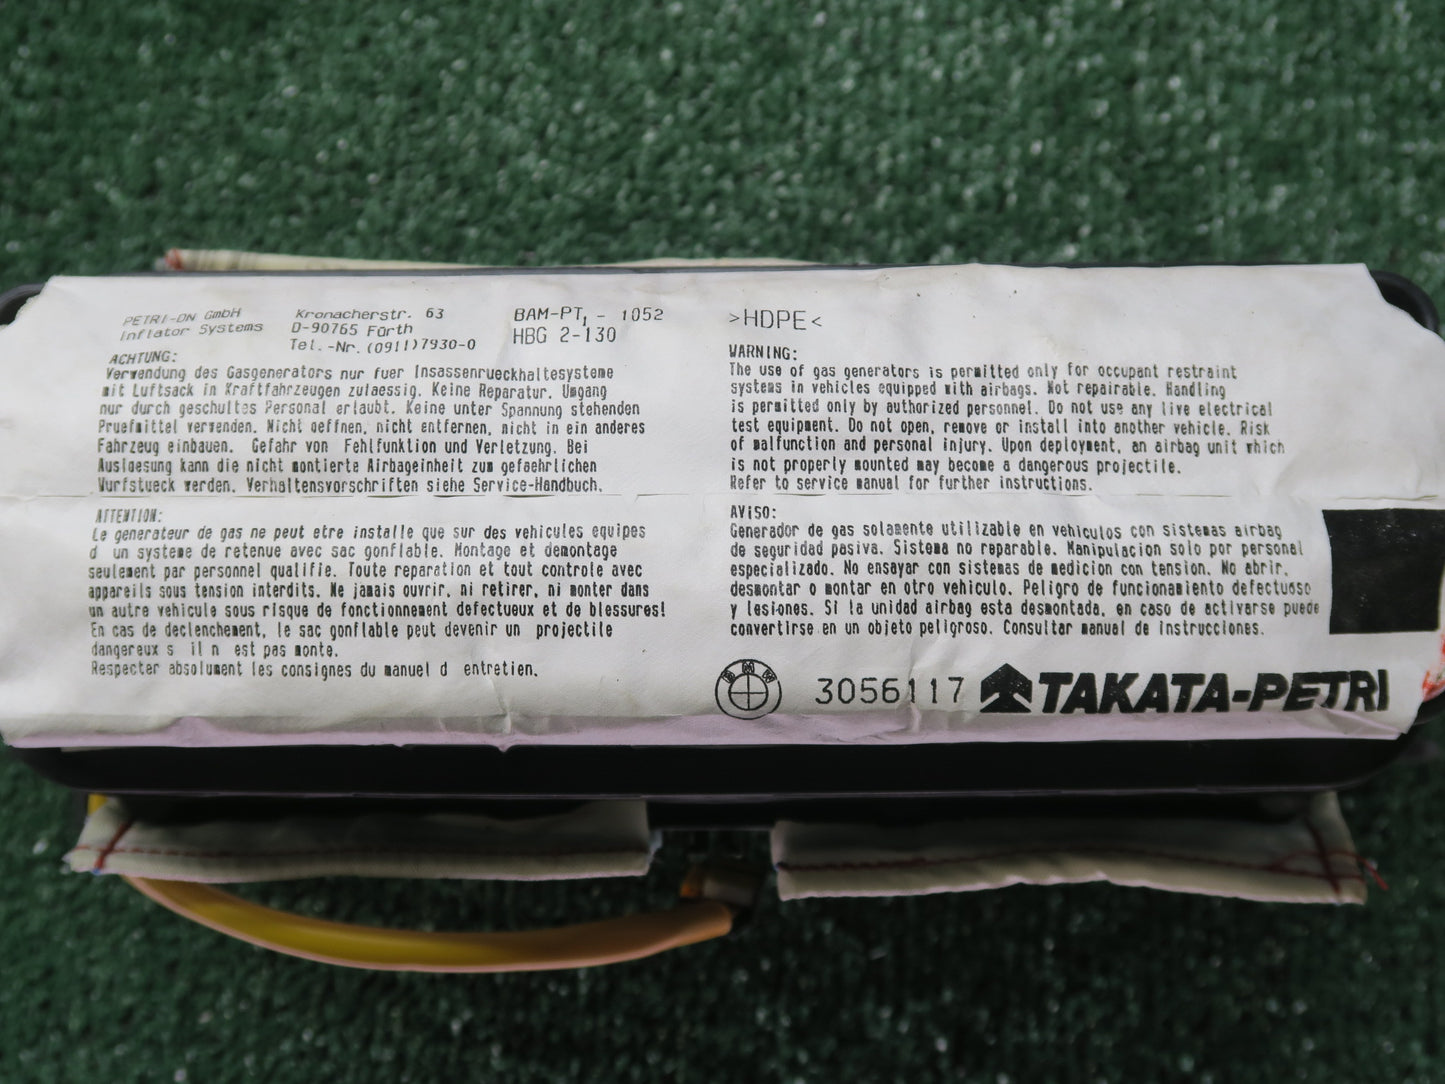 PETRI-DN GmbH
Inflator Systems
Kronacherstr. 63
D-90765 Fürth
Tel.-Nr. (0911)7930-0
BAM-PT₁ - 1052
HBG 2-130
>HDPE<
ACHTUNG:
Verwendung des Gasgenerators nur fuer Insassenrueckhaltesysteme
mit Luftsack in Kraftfahrzeugen zulaessig. Keine Reparatur. Umgang
nur durch geschultes Personal erlaubt. Keine unter Spannung stehenden
Pruefmittel verwenden. Nicht oeffnen, nicht entfernen, nicht in ein anderes
Fahrzeug einbauen. Gefahr von Fehlfunktion und Verletzung. Bei
Ausloesung kann die nicht montierte Airbageinheit zum gefaehrlichen
Wurfstueck werden. Verhaltensvorschriften siehe Service-Handbuch.
ATTENTION:
Le generateur de gas ne peut etre installe que sur des vehicules equipes
d un systeme de retenue avec sac gonflable. Montage et demontage
seulement par personnel qualifie. Toute reparation et tout controle avec
appareils sous tension interdits. Ne jamais ouvrir, ni retirer, ni monter dans
un autre vehicule sous risque de fonctionnement defectueux et de blessures!
En cas de declenchement, le sac gonflable peut devenir un projectile
dangereux s il n est pas monte.
Respecter absolument les consignes du manuel d entretien.
WARNING:
The use of gas generators is permitted only for occupant restraint
systems in vehicles equipped with airbags. Not repairable. Handling
is permitted only by authorized personnel. Do not use any live electrical
test equipment. Do not open, remove or install into another vehicle. Risk
of malfunction and personal injury. Upon deployment, an airbag unit which
is not properly mounted may become a dangerous projectile.
Refer to service manual for further instructions.
AViSO:
Generador de gas solamente utilizable en vehiculos con sistemas airbag
de seguridad pasiva. Sistema no reparable. Manipulacion solo por personal
especializado. No ensayar con sistemas de medicion con tension. No abrir,
desmontar o montar en otro vehiculo. Peligro de funcionamiento defectuoso
y lesiones. Si la unidad airbag esta desmontada, en caso de activarse puede
convertirse en un objeto peligroso. Consultar manual de instrucciones.
BMW 3056117 TAKATA-PETRI